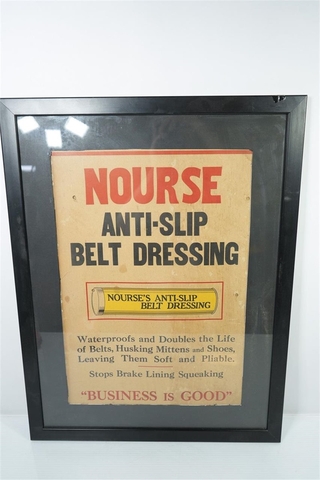 NOURSE
ANTI-SLIP
BELT DRESSING
NOURSE'S ANTI-SLIP
BELT DRESSING
Waterproofs and Doubles the Life
of Belts, Husking Mittens and Shoes,
Leaving Them Soft and Pliable.
Stops Brake Lining Squeaking
"BUSINESS IS GOOD"